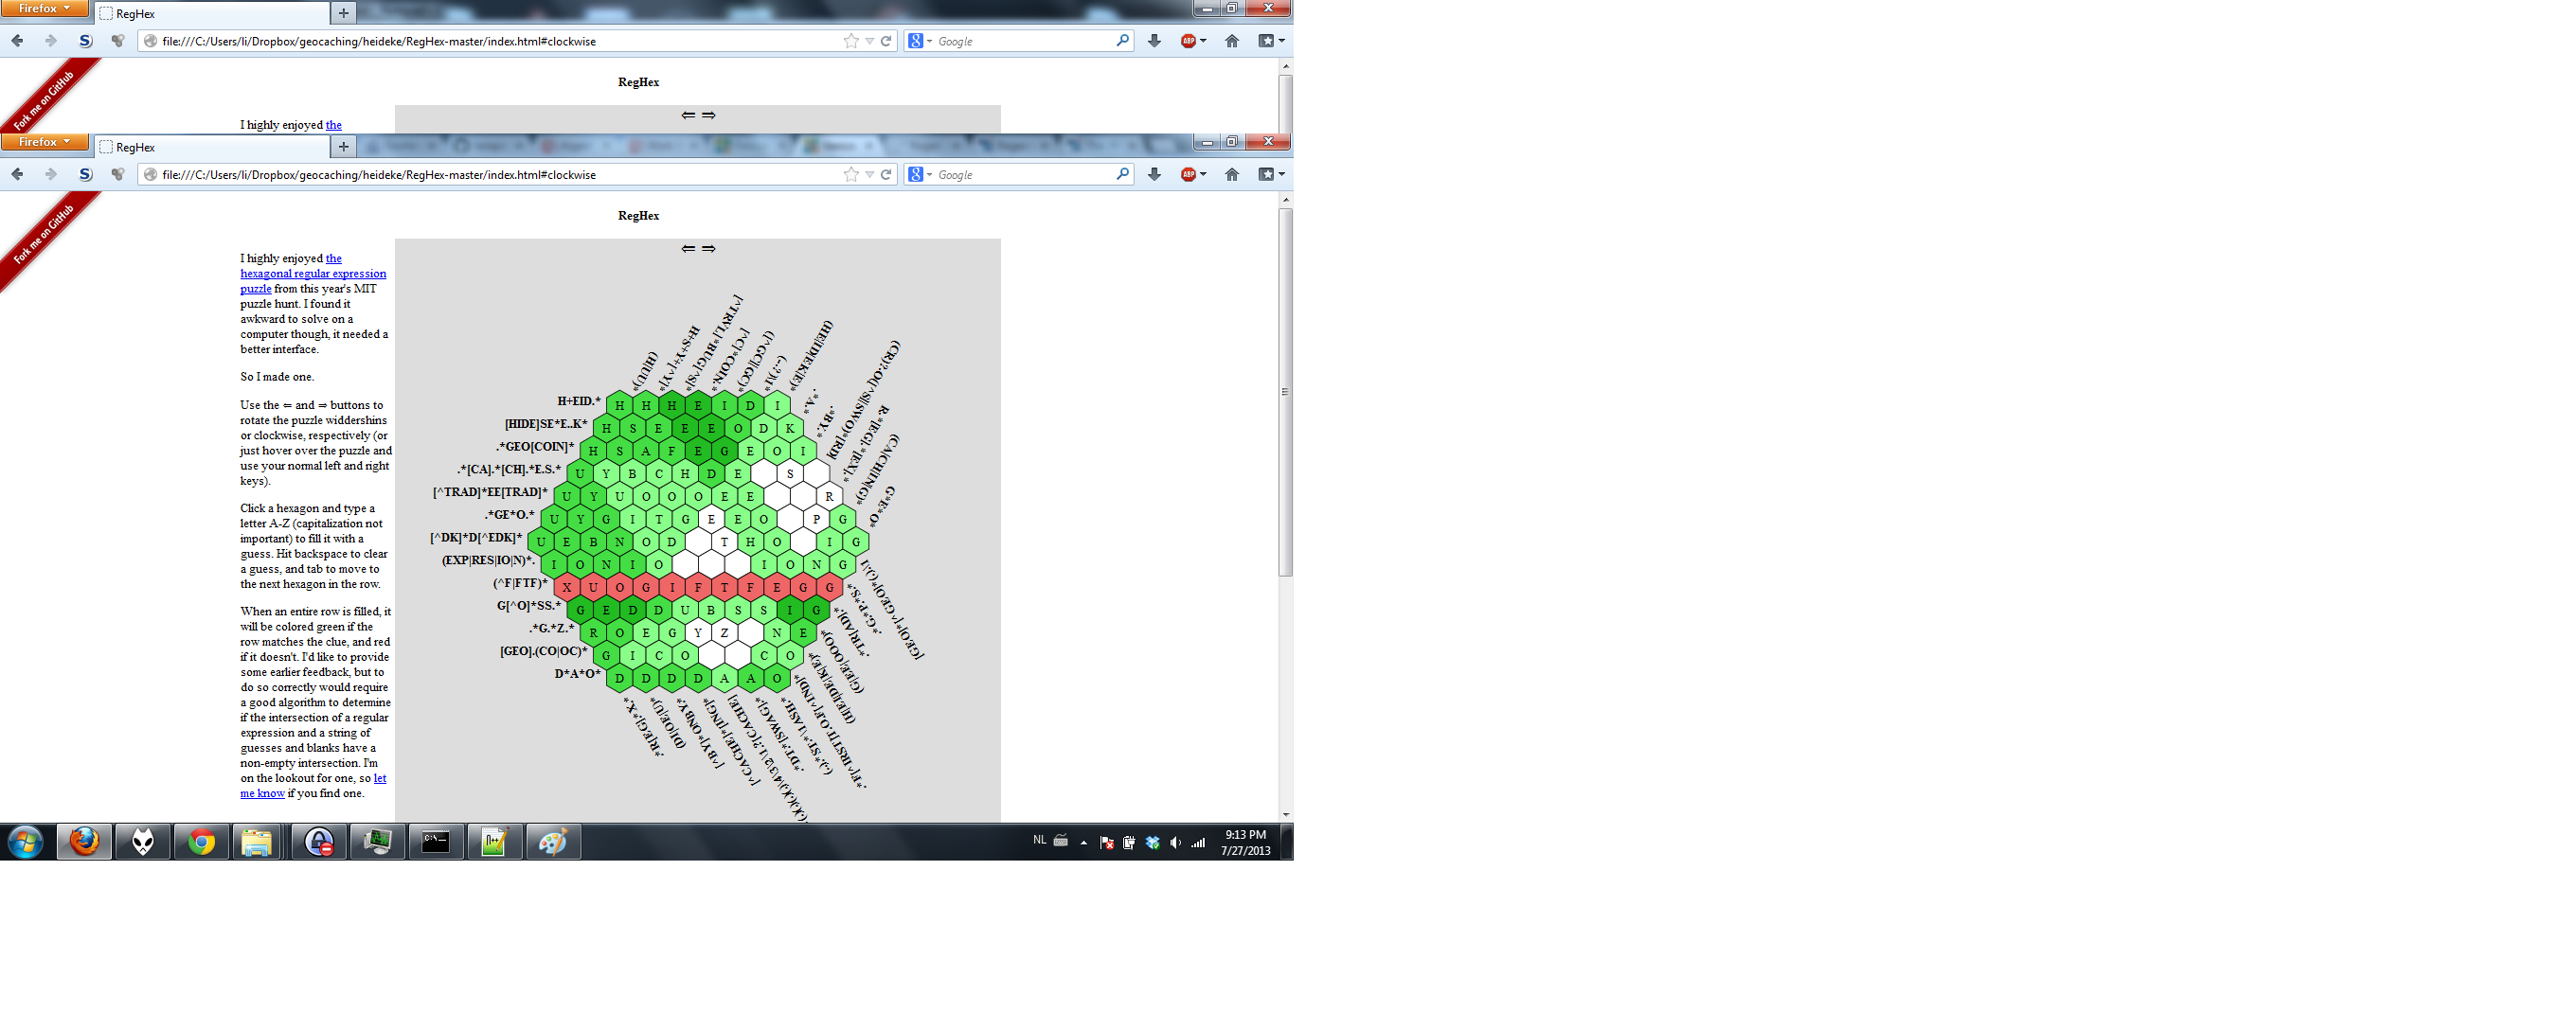 Firefox
RegHex
file:///C:/Users/li/Dropbox/geocaching/heideke/RegHex-master/index.html#clockwise
Google
Fork me on GitHub
RegHex
⇐ ⇒
I highly enjoyed the
Firefox
RegHex
file:///C:/Users/li/Dropbox/geocaching/heideke/RegHex-master/index.html#clockwise
Google
Fork me on GitHub
RegHex
⇐ ⇒
I highly enjoyed the
hexagonal regular expression
puzzle from this year's MIT
puzzle hunt. I found it
awkward to solve on a
computer though, it needed a
better interface.
So I made one.
Use the ⇐ and ⇒ buttons to
rotate the puzzle widdershins
or clockwise, respectively (or
just hover over the puzzle and
use your normal left and right
keys).
Click a hexagon and type a
letter A-Z (capitalization not
important) to fill it with a
guess. Hit backspace to clear
a guess, and tab to move to
the next hexagon in the row.
When an entire row is filled, it
will be colored green if the
row matches the clue, and red
if it doesn't. I'd like to provide
some earlier feedback, but to
do so correctly would require
a good algorithm to determine
if the intersection of a regular
expression and a string of
guesses and blanks have a
non-empty intersection. I'm
on the lookout for one, so let
me know if you find one.
H+EID.* H H H E I D I
[HIDE]SE*E..K* H S E E E O D K
.*GEO[COIN]* H S A F E G E O I
.*[CA].*[CH].*E.S.* U Y B C H D E S
[^TRAD]*EE[TRAD]* U Y U O O O E E R
.*GE*O.* U Y G I T G E E O P G
[^DK]*D[^EDK]* U E B N O D T H O I G
(EXP|RES|IO|N)*. I O N I O I O N G
(^F|FTF)* X U O G I F T F E G G
G[^O]*SS.* G E D D U B S S I G
.*G.*Z.* R O E G Y Z N E
[GEO].(CO|OC)* G I C O C O
D*A*O* D D D D A A O
NL
9:13 PM
7/27/2013